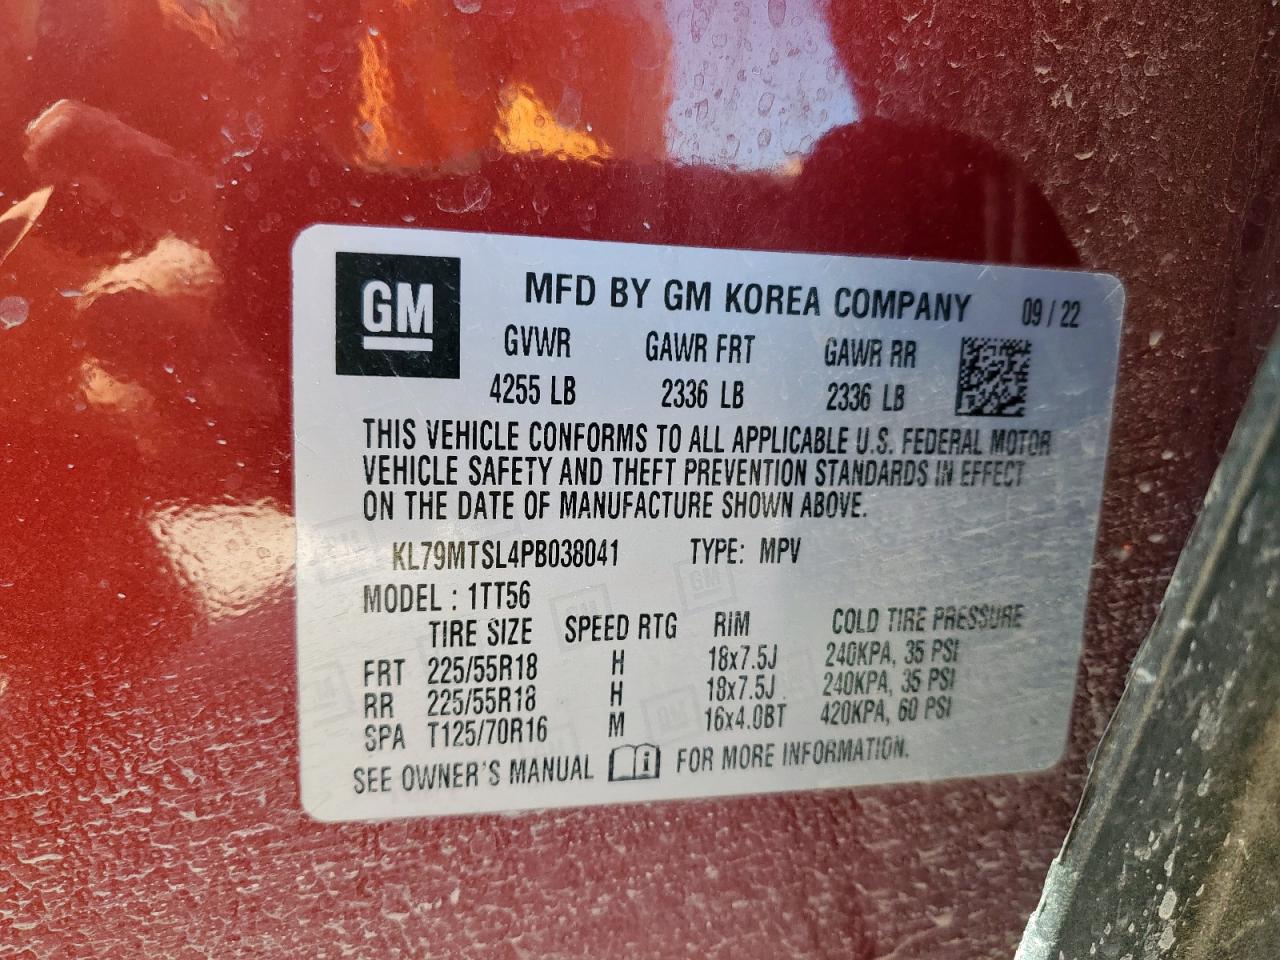 GM
MFD BY GM KOREA COMPANY 09 / 22
GVWR GAWR FRT GAWR RR
4255 LB 2336 LB 2336 LB
THIS VEHICLE CONFORMS TO ALL APPLICABLE U.S. FEDERAL MOTOR
VEHICLE SAFETY AND THEFT PREVENTION STANDARDS IN EFFECT
ON THE DATE OF MANUFACTURE SHOWN ABOVE.
KL79MTSL4PB038041 TYPE: MPV
MODEL : 1TT56
TIRE SIZE SPEED RTG RIM COLD TIRE PRESSURE
FRT 225/55R18 H 18x7.5J 240KPA, 35 PSI
RR 225/55R18 H 18x7.5J 240KPA, 35 PSI
SPA T125/70R16 M 16x4.0BT 420KPA, 60 PSI
SEE OWNER'S MANUAL i FOR MORE INFORMATION.